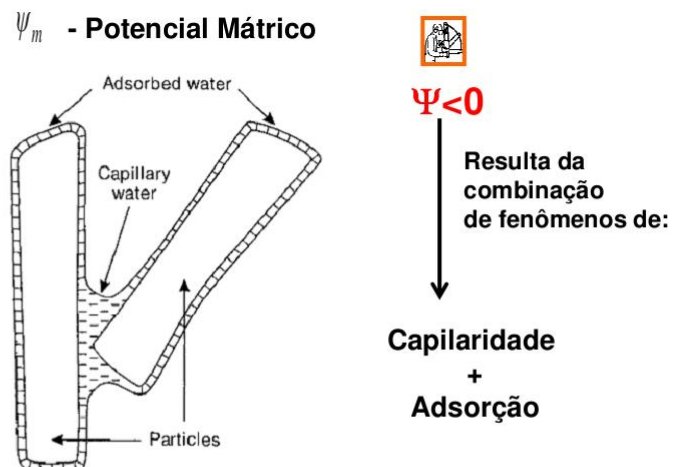 Ψm - Potencial Mátrico
Adsorbed water
Capillary
water
Particles
Ψ<0
Resulta da
combinação
de fenômenos de:
Capilaridade
+
Adsorção